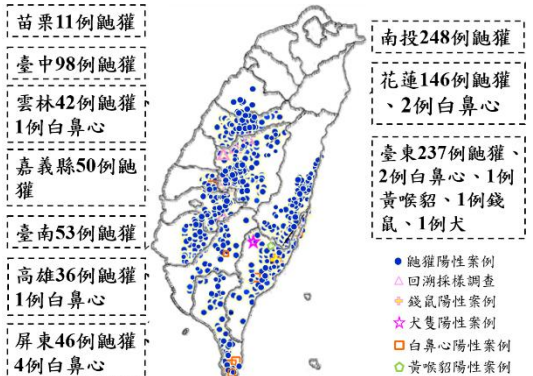 苗栗11例鼬獾
臺中98例鼬獾
雲林42例鼬獾
1例白鼻心
嘉義縣50例鼬
獾
臺南53例鼬獾
高雄36例鼬獾
1例白鼻心
屏東46例鼬獾
4例白鼻心
南投248例鼬獾
花蓮146例鼬獾
、2例白鼻心
臺東237例鼬獾、
2例白鼻心、1例
黃喉貂、1例錢
鼠、1例犬
鼬獾陽性案例
回溯採樣調查
錢鼠陽性案例
犬隻陽性案例
白鼻心陽性案例
黃喉貂陽性案例